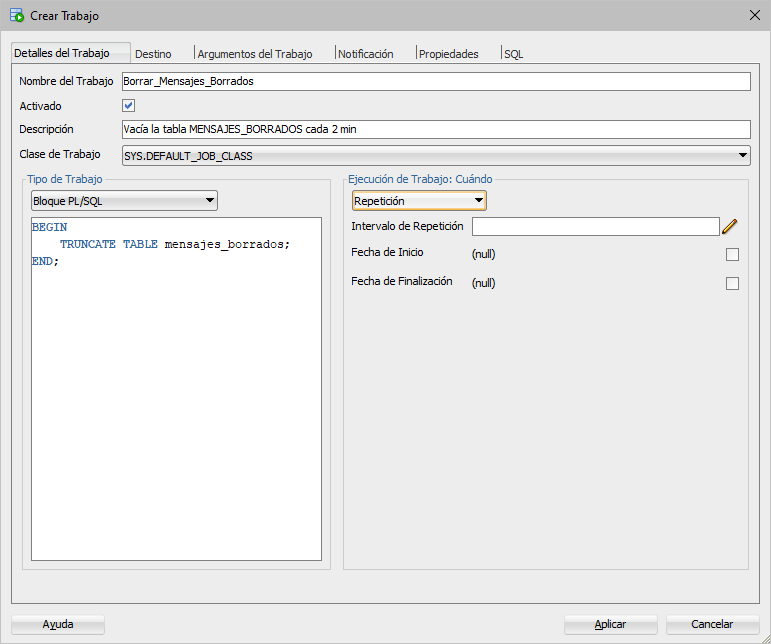 Crear Trabajo
Detalles del Trabajo Destino Argumentos del Trabajo Notificación Propiedades SQL
Nombre del Trabajo Borrar_Mensajes_Borrados
Activado
Descripción Vacía la tabla MENSAJES_BORRADOS cada 2 min
Clase de Trabajo SYS.DEFAULT_JOB_CLASS
Tipo de Trabajo
Bloque PL/SQL
BEGIN
TRUNCATE TABLE mensajes_borrados;
END;
Ejecución de Trabajo: Cuándo
Repetición
Intervalo de Repetición
Fecha de Inicio (null)
Fecha de Finalización (null)
Ayuda Aplicar Cancelar